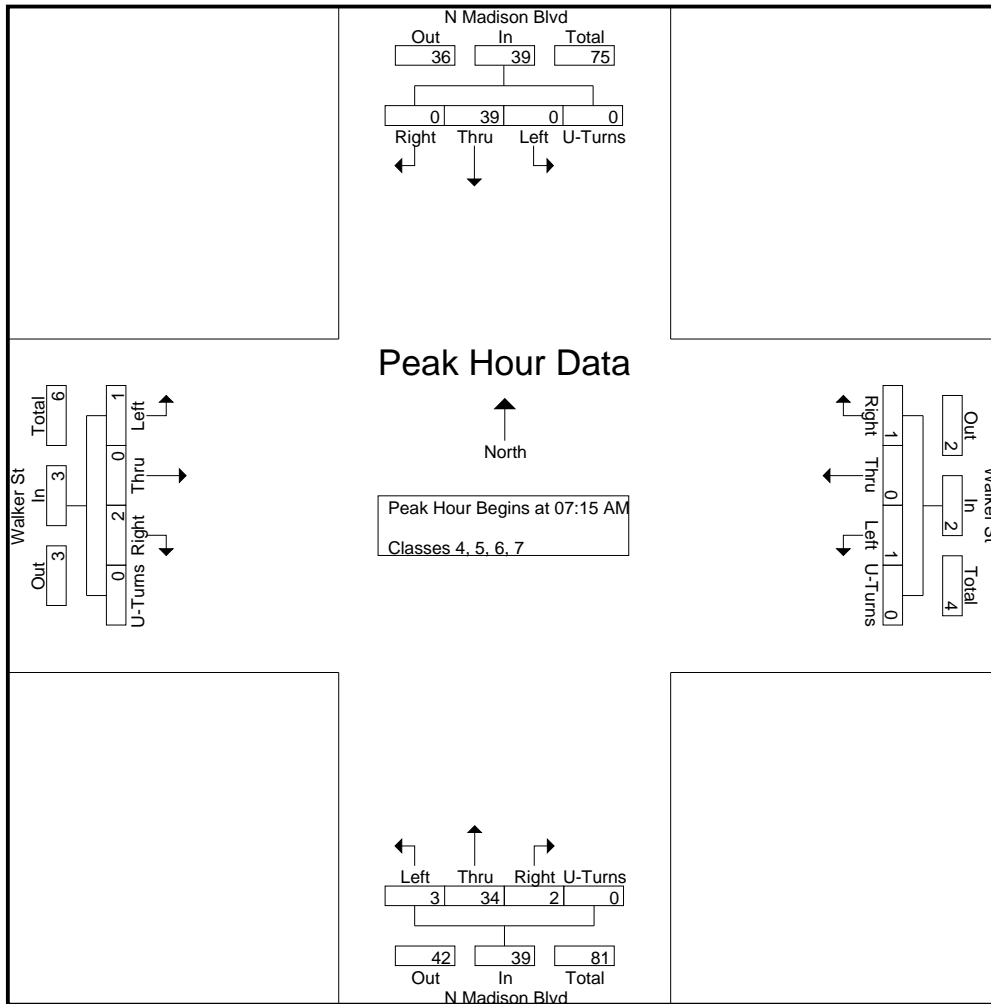 N Madison Blvd
Out In Total
36 39 75
0 39 0 0
Right Thru Left U-Turns
Peak Hour Data
North
Peak Hour Begins at 07:15 AM
Classes 4, 5, 6, 7
Walker St
Total In Out
6 3 3
1 0 2 0
Left Thru Right U-Turns
Walker St
Out In Total
2 2 4
1 0 1 0
Right Thru Left U-Turns
Left Thru Right U-Turns
3 34 2 0
42 39 81
Out In Total
N Madison Blvd